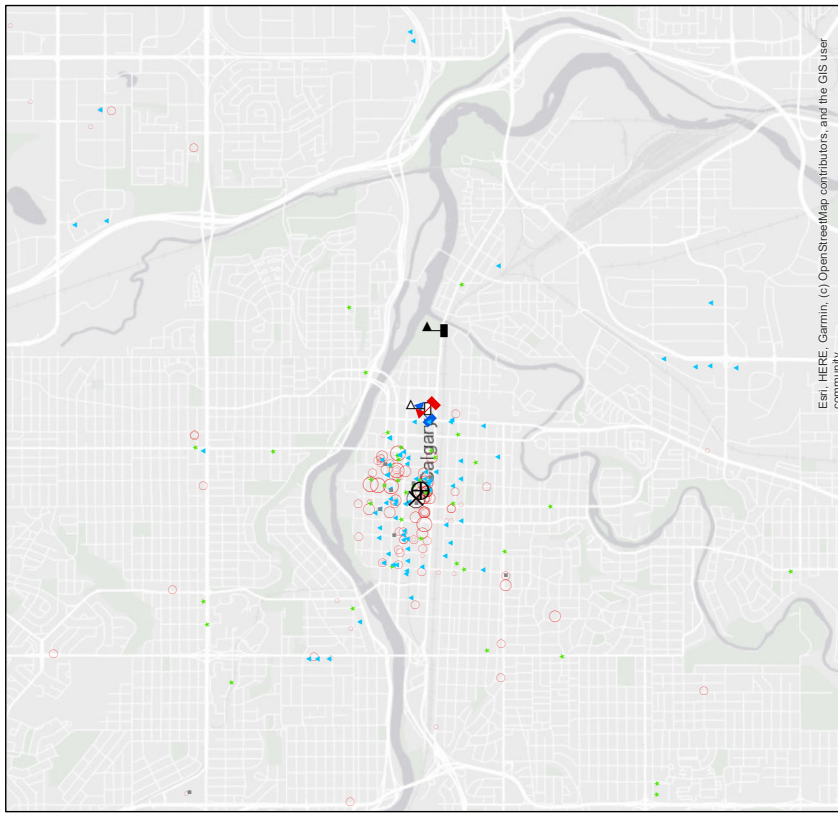 Calgary
Esri, HERE, Garmin, (c) OpenStreetMap contributors, and the GIS user
community